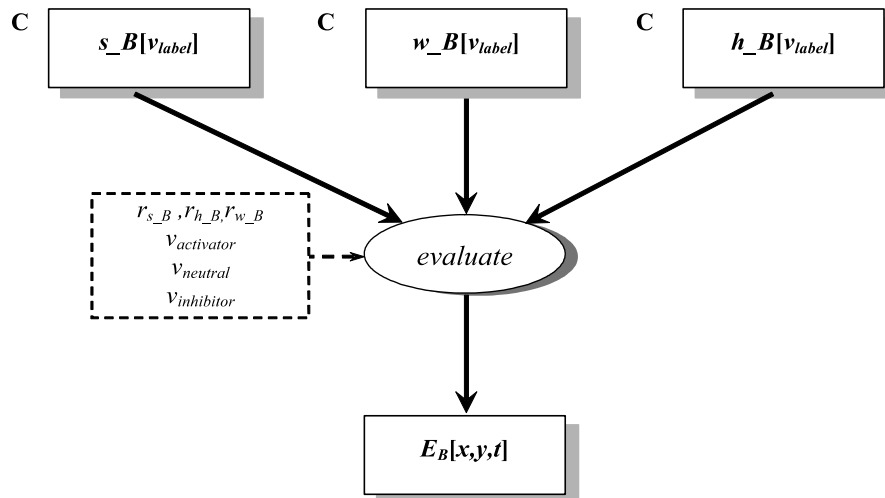 C s_B[v_label] C w_B[v_label] C h_B[v_label]
r_s_B ,r_h_B,r_w_B
v_activator
v_neutral
v_inhibitor
evaluate
E_B[x,y,t]